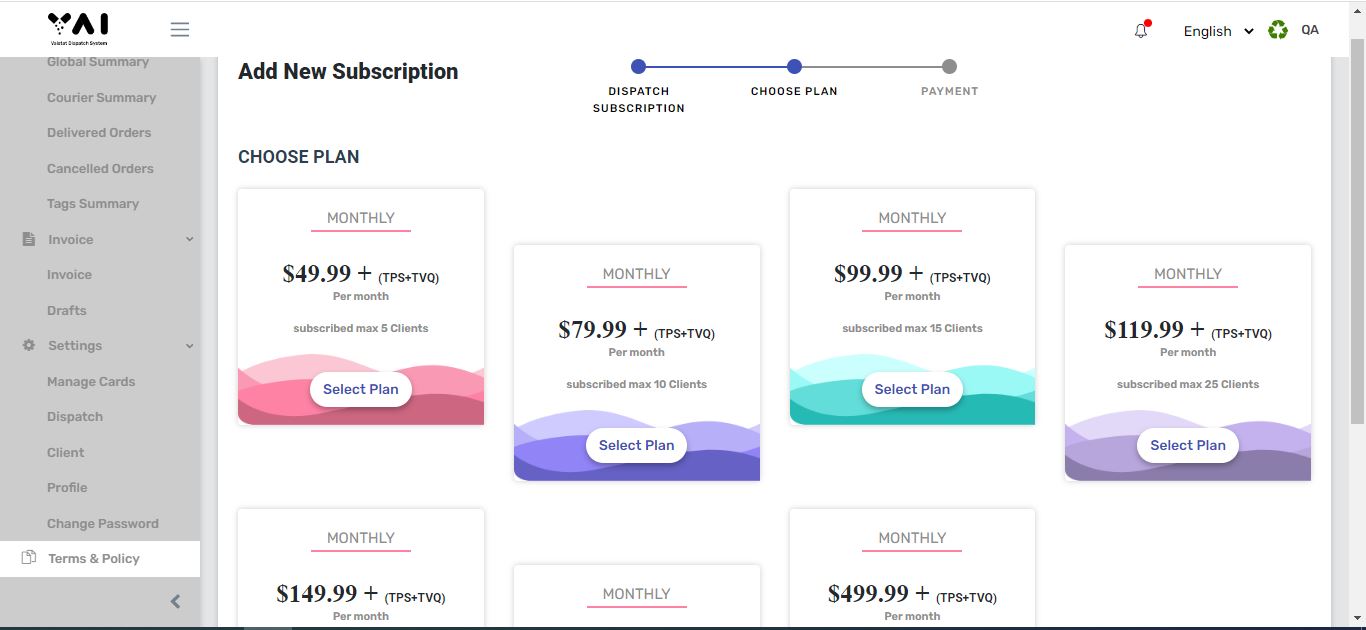 YAI
Vaistat Dispatch System
English
QA
Global Summary
Courier Summary
Delivered Orders
Cancelled Orders
Tags Summary
Invoice
Invoice
Drafts
Settings
Manage Cards
Dispatch
Client
Profile
Change Password
Terms & Policy
Add New Subscription
DISPATCH
SUBSCRIPTION
CHOOSE PLAN
PAYMENT
CHOOSE PLAN
MONTHLY
$49.99 + (TPS+TVQ)
Per month
subscribed max 5 Clients
Select Plan
MONTHLY
$79.99 + (TPS+TVQ)
Per month
subscribed max 10 Clients
Select Plan
MONTHLY
$99.99 + (TPS+TVQ)
Per month
subscribed max 15 Clients
Select Plan
MONTHLY
$119.99 + (TPS+TVQ)
Per month
subscribed max 25 Clients
Select Plan
MONTHLY
$149.99 + (TPS+TVQ)
Per month
MONTHLY
MONTHLY
$499.99 + (TPS+TVQ)
Per month